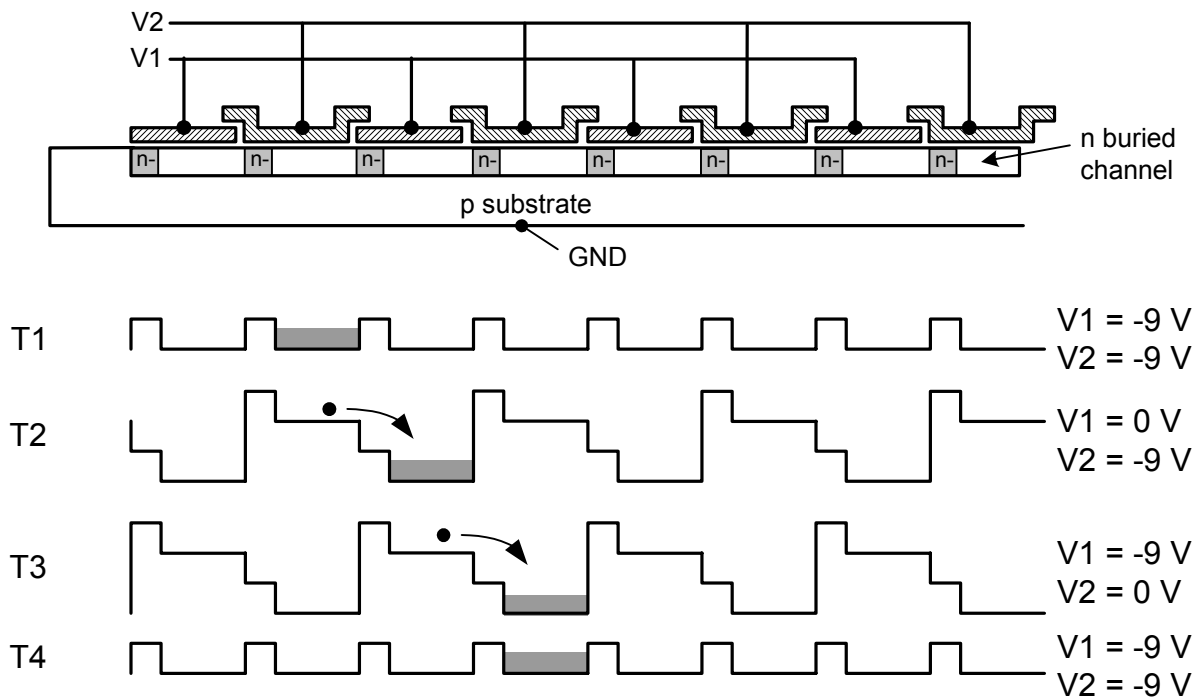 V2
V1
n- n- n- n- n- n- n- n-
n buried
channel
p substrate
GND
T1
V1 = -9 V
V2 = -9 V
T2
V1 = 0 V
V2 = -9 V
T3
V1 = -9 V
V2 = 0 V
T4
V1 = -9 V
V2 = -9 V